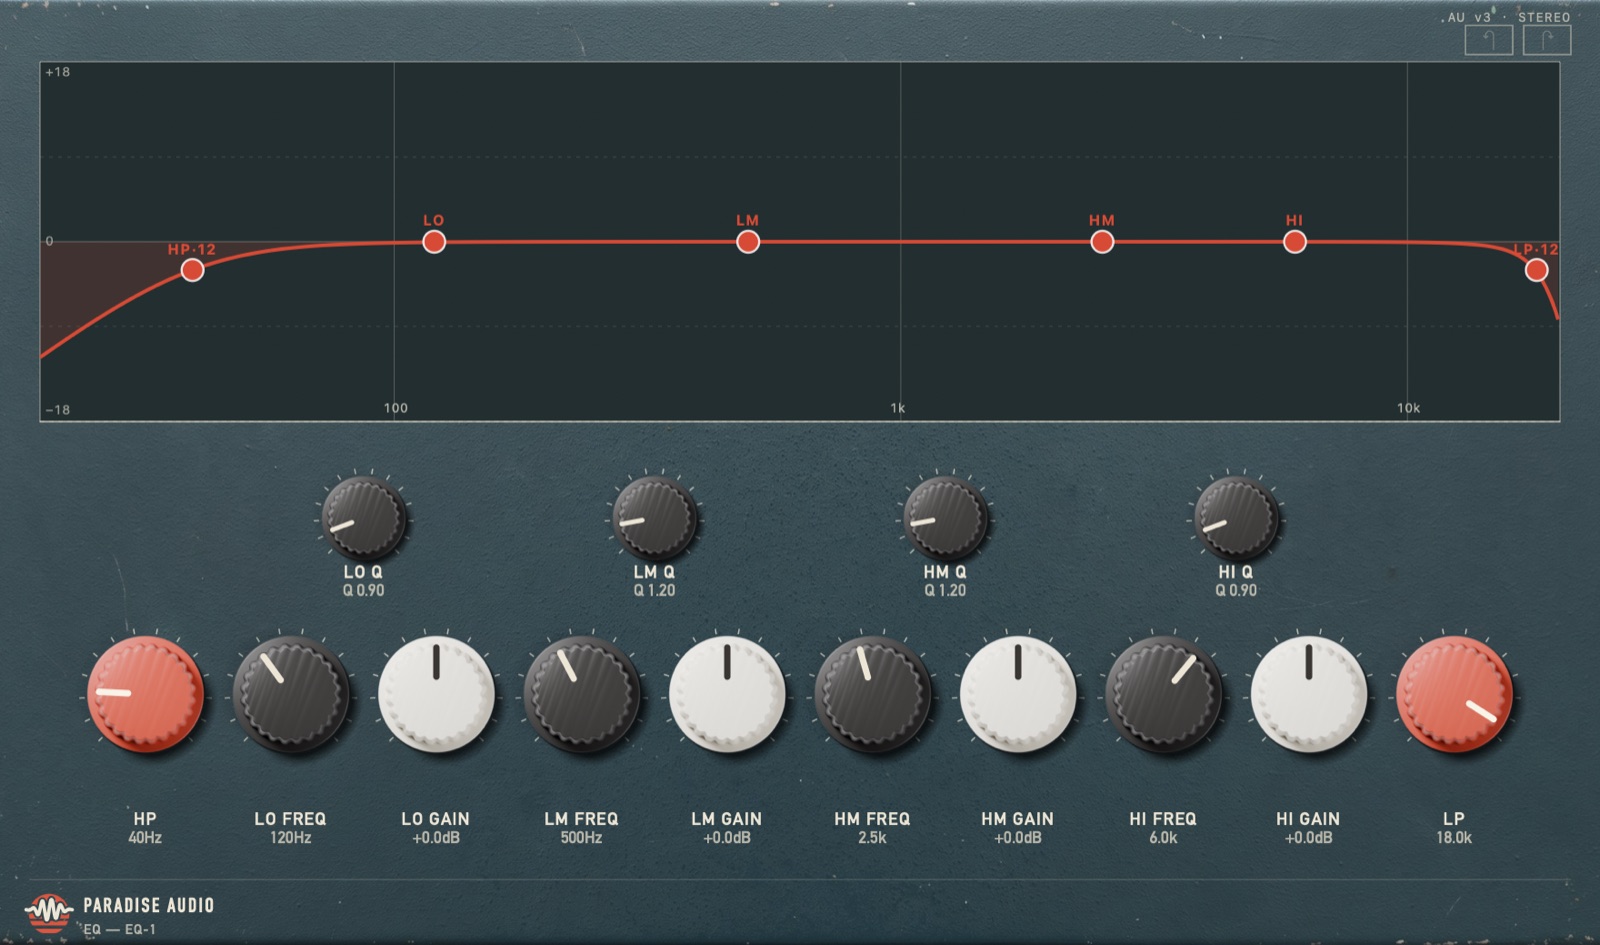 AU v3 · STEREO
+18
0
−18
HP·12
LO
LM
HM
HI
LP·12
100
1k
10k
LO Q
Q 0.90
LM Q
Q 1.20
HM Q
Q 1.20
HI Q
Q 0.90
HP
40Hz
LO FREQ
120Hz
LO GAIN
+0.0dB
LM FREQ
500Hz
LM GAIN
+0.0dB
HM FREQ
2.5k
HM GAIN
+0.0dB
HI FREQ
6.0k
HI GAIN
+0.0dB
LP
18.0k
PARADISE AUDIO
EQ — EQ-1